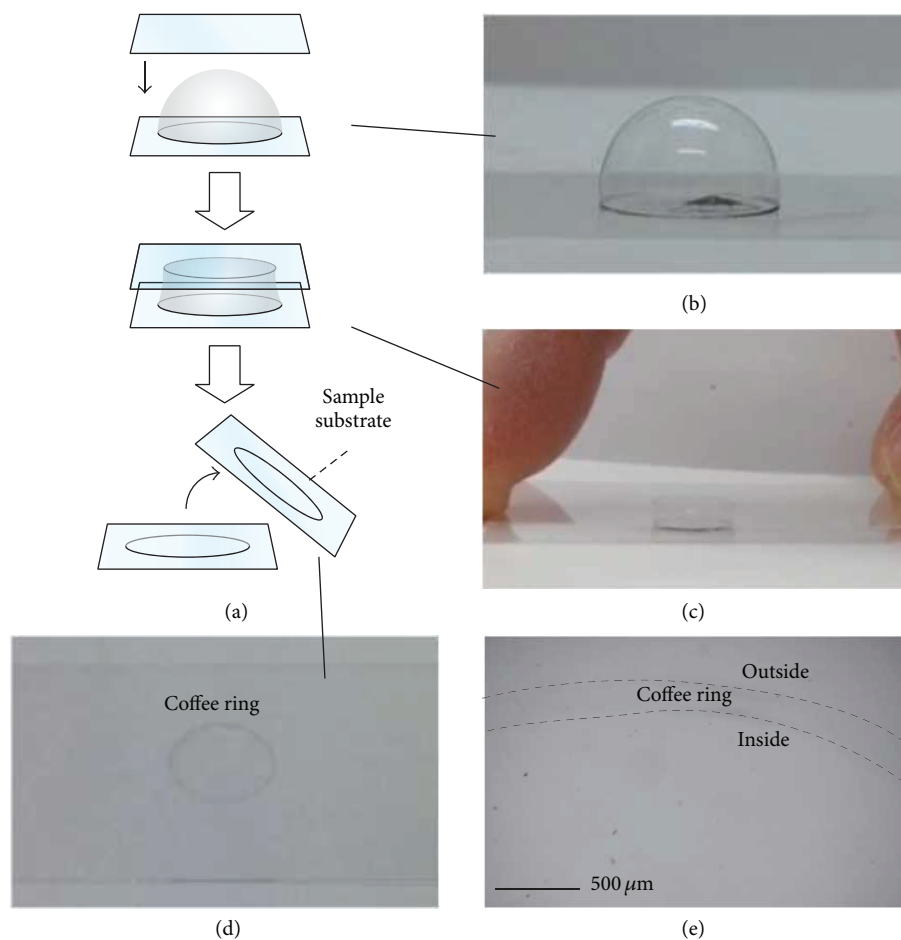 (b)
Sample
substrate
(a)
(c)
Coffee ring
Outside
Coffee ring
Inside
500 μm
(d)
(e)